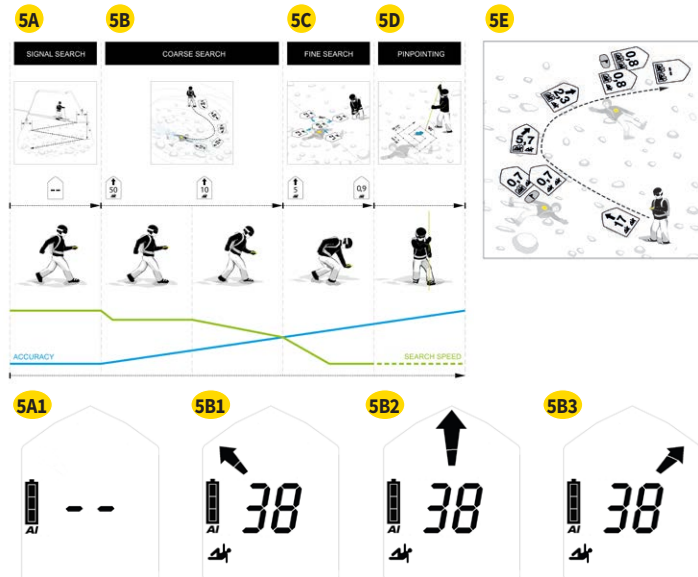 5A 5B 5C 5D 5E
SIGNAL SEARCH COARSE SEARCH FINE SEARCH PINPOINTING
-- 50 10 5 0,9
0,8
0,8
2,3
5,7
0,7 0,7
1,7
ACCURACY SEARCH SPEED
5A1 5B1 5B2 5B3
-- 38 38 38
AI AI AI AI